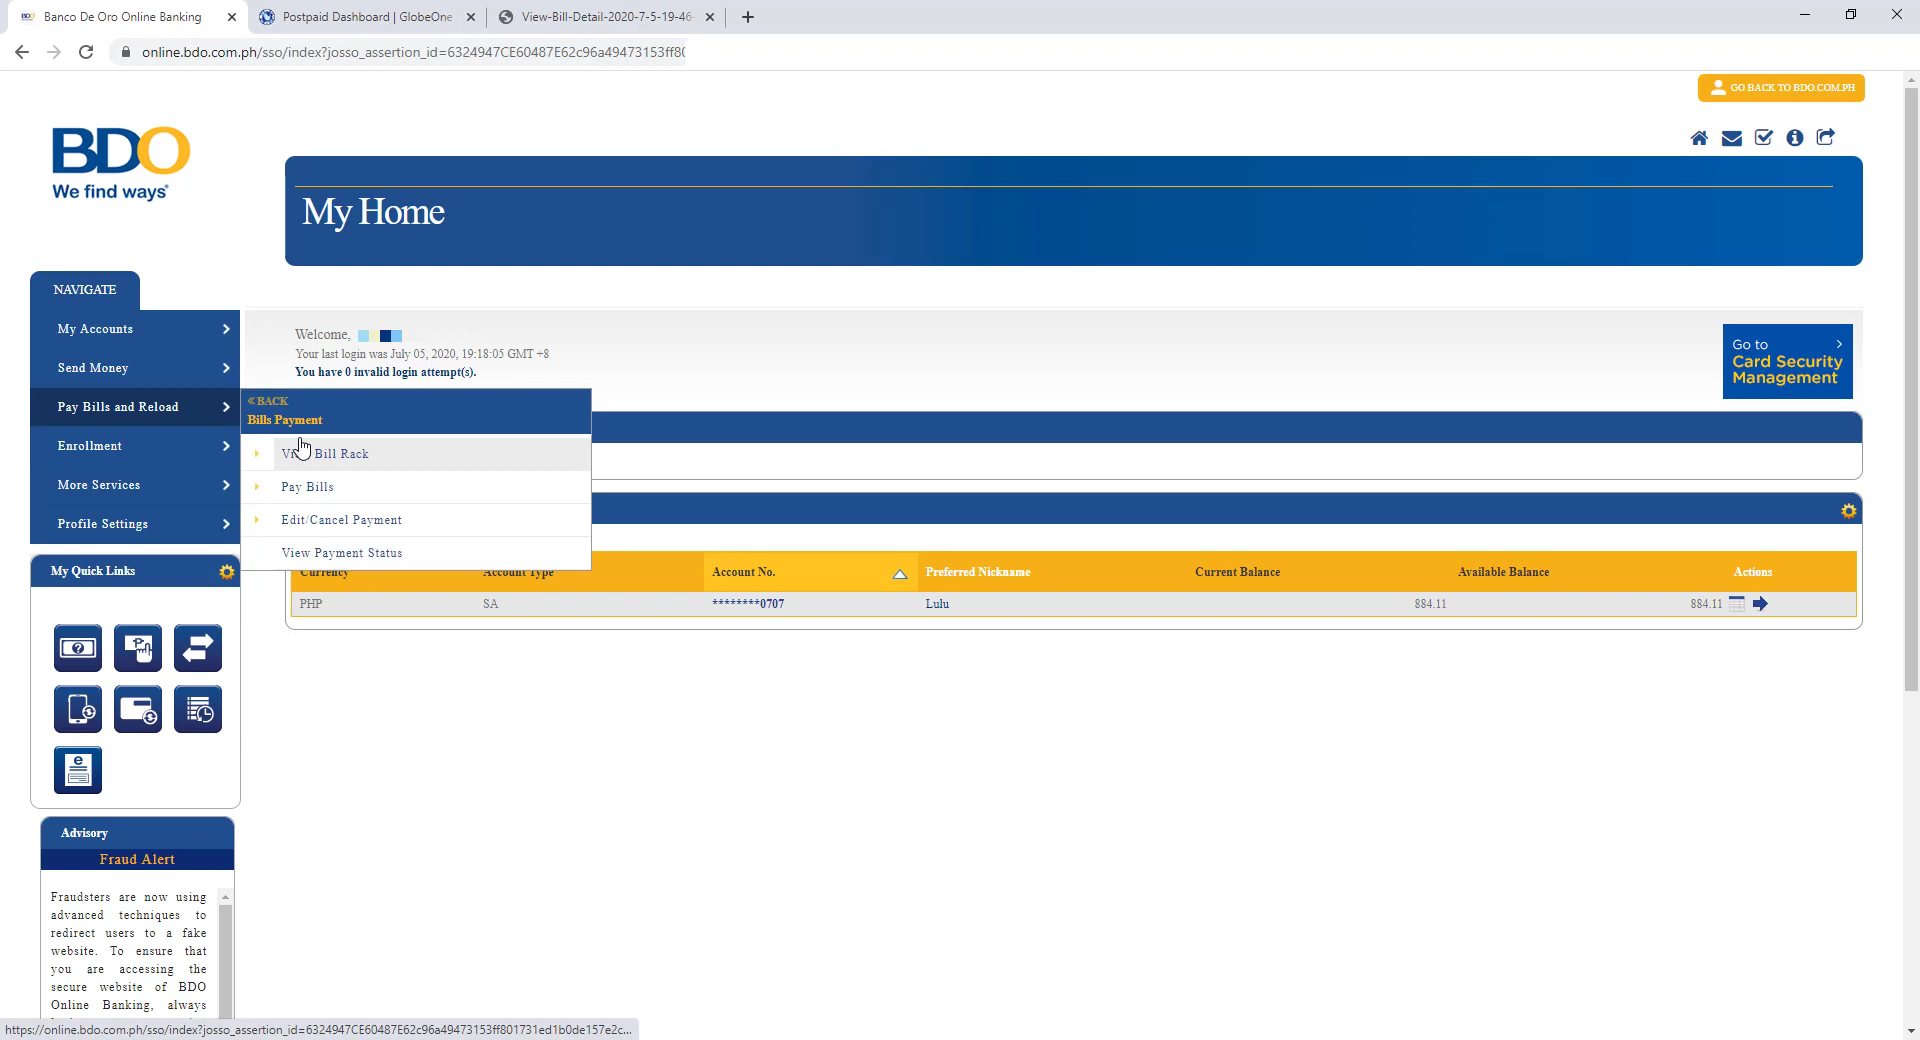 Banco De Oro Online Banking
Postpaid Dashboard | GlobeOne
View-Bill-Detail-2020-7-5-19-46-
online.bdo.com.ph/sso/index?josso_assertion_id=6324947CE60487E62c96a49473153ff80
GO BACK TO BDO.COM.PH
BDO
We find ways®
My Home
NAVIGATE
My Accounts
Send Money
Pay Bills and Reload
Enrollment
More Services
Profile Settings
Welcome,
Your last login was July 05, 2020, 19:18:05 GMT +8
You have 0 invalid login attempt(s).
Go to
Card Security
Management
« BACK
Bills Payment
Bill Rack
Pay Bills
Edit/Cancel Payment
View Payment Status
Currency Account Type Account No. Preferred Nickname Current Balance Available Balance Actions
PHP SA ********0707 Lulu 884.11 884.11
My Quick Links
Advisory
Fraud Alert
Fraudsters are now using
advanced techniques to
redirect users to a fake
website. To ensure that
you are accessing the
secure website of BDO
Online Banking, always
https://online.bdo.com.ph/sso/index?josso_assertion_id=6324947CE60487E62c96a49473153ff801731ed1b0de157e2c...